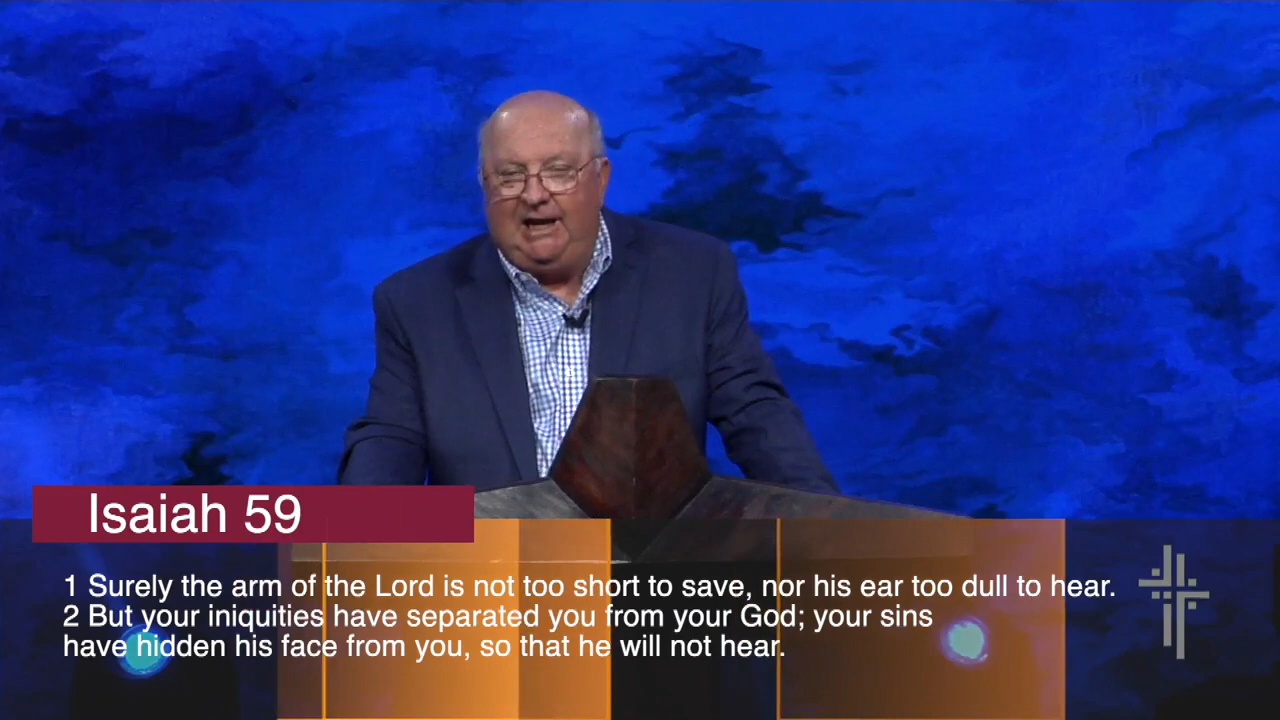 Isaiah 59
1 Surely the arm of the Lord is not too short to save, nor his ear too dull to hear.
2 But your iniquities have separated you from your God; your sins
have hidden his face from you, so that he will not hear.